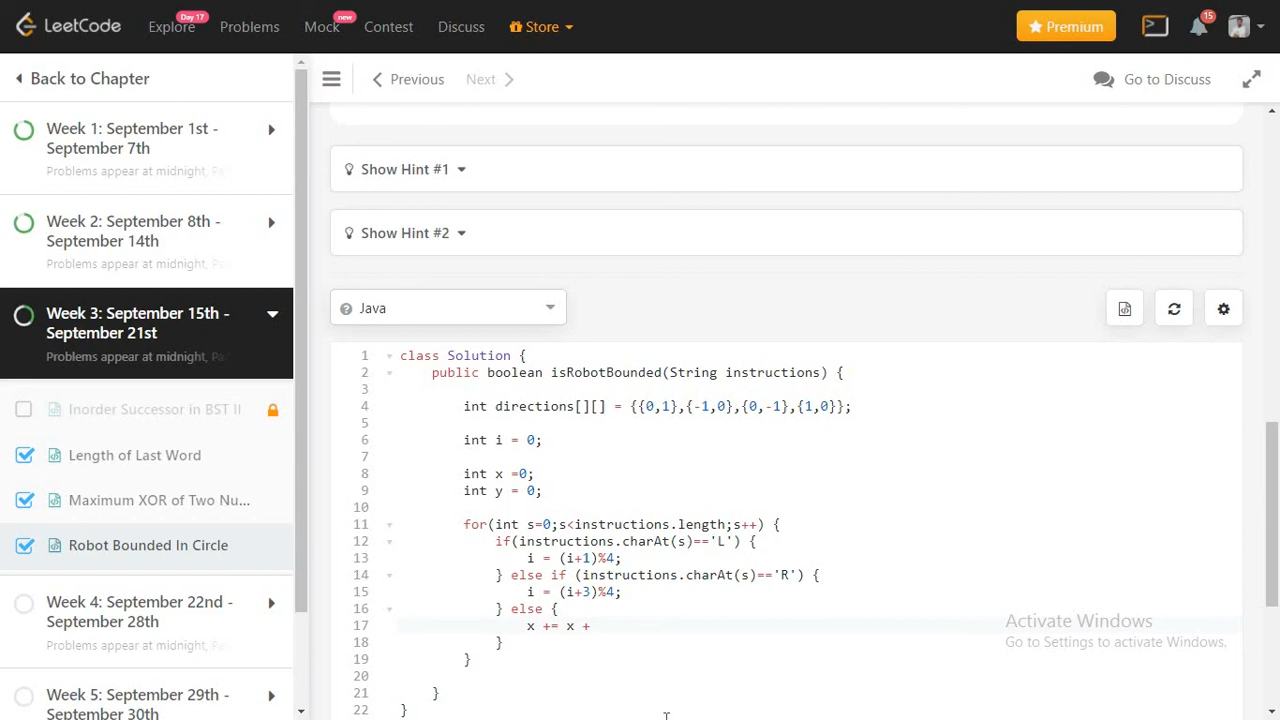 LeetCode
Explore
Day 17
Problems
Mock
new
Contest
Discuss
Store
Premium
15
Back to Chapter
Previous
Next
Go to Discuss
Week 1: September 1st -
September 7th
Problems appear at midnight, Pa
Week 2: September 8th -
September 14th
Problems appear at midnight, Pa
Week 3: September 15th -
September 21st
Problems appear at midnight, Pa
Inorder Successor in BST II
Length of Last Word
Maximum XOR of Two Nu...
Robot Bounded In Circle
Week 4: September 22nd -
September 28th
Problems appear at midnight, Pa
Week 5: September 29th -
September 30th
Show Hint #1
Show Hint #2
Java
1 class Solution {
2 public boolean isRobotBounded(String instructions) {
3
4 int directions[][] = {{0,1},{-1,0},{0,-1},{1,0}};
5
6 int i = 0;
7
8 int x =0;
9 int y = 0;
10
11 for(int s=0;s<instructions.length;s++) {
12 if(instructions.charAt(s)=='L') {
13 i = (i+1)%4;
14 } else if (instructions.charAt(s)=='R') {
15 i = (i+3)%4;
16 } else {
17 x += x +
18 }
19 }
20
21 }
22 }
Activate Windows
Go to Settings to activate Windows.